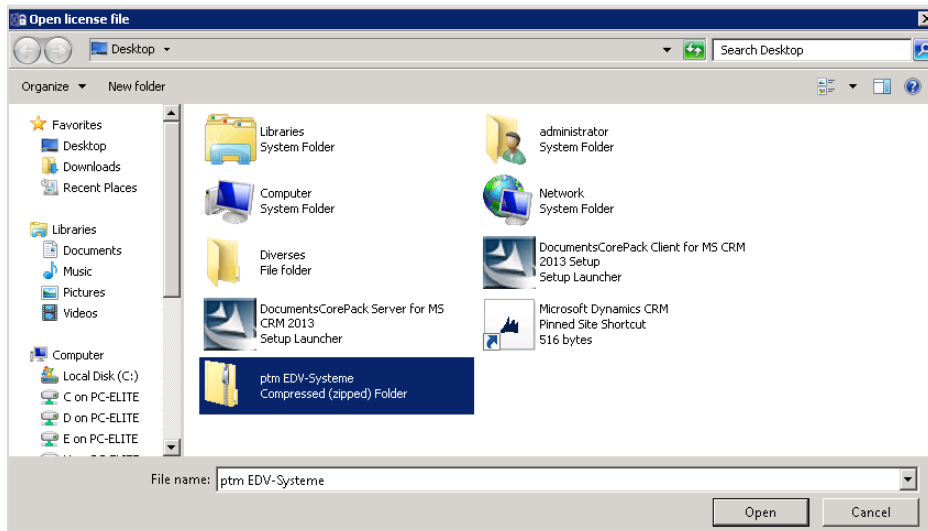 Open license file
Desktop
Search Desktop
Organize
New folder
Favorites
Desktop
Downloads
Recent Places
Libraries
Documents
Music
Pictures
Videos
Computer
Local Disk (C:)
C on PC-ELITE
D on PC-ELITE
E on PC-ELITE
Libraries
System Folder
administrator
System Folder
Computer
System Folder
Network
System Folder
Diverses
File folder
DocumentsCorePack Client for MS CRM
2013 Setup
Setup Launcher
DocumentsCorePack Server for MS
CRM 2013
Setup Launcher
Microsoft Dynamics CRM
Pinned Site Shortcut
516 bytes
ptm EDV-Systeme
Compressed (zipped) Folder
File name: ptm EDV-Systeme
Open
Cancel